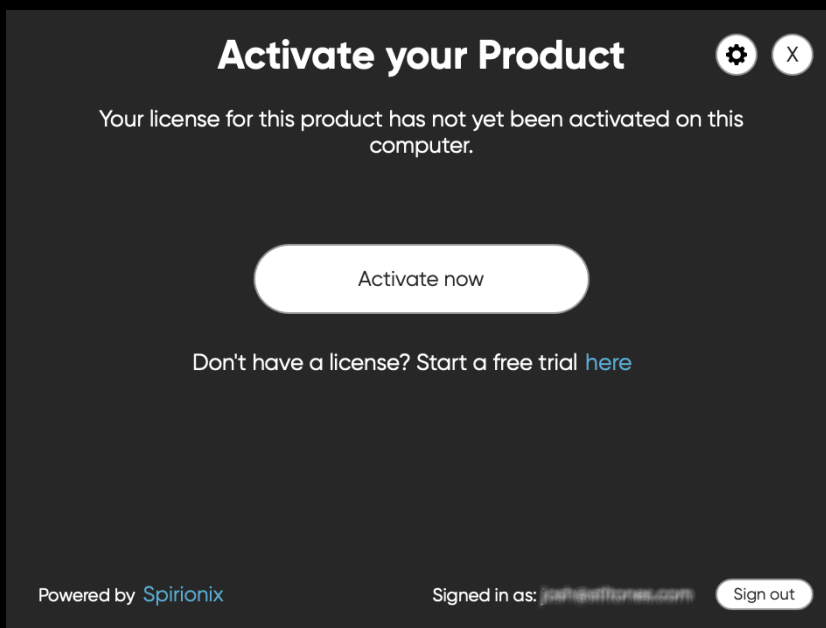 Activate your Product
X
Your license for this product has not yet been activated on this
computer.
Activate now
Don't have a license? Start a free trial here
Powered by Spirionix
Signed in as:
Sign out